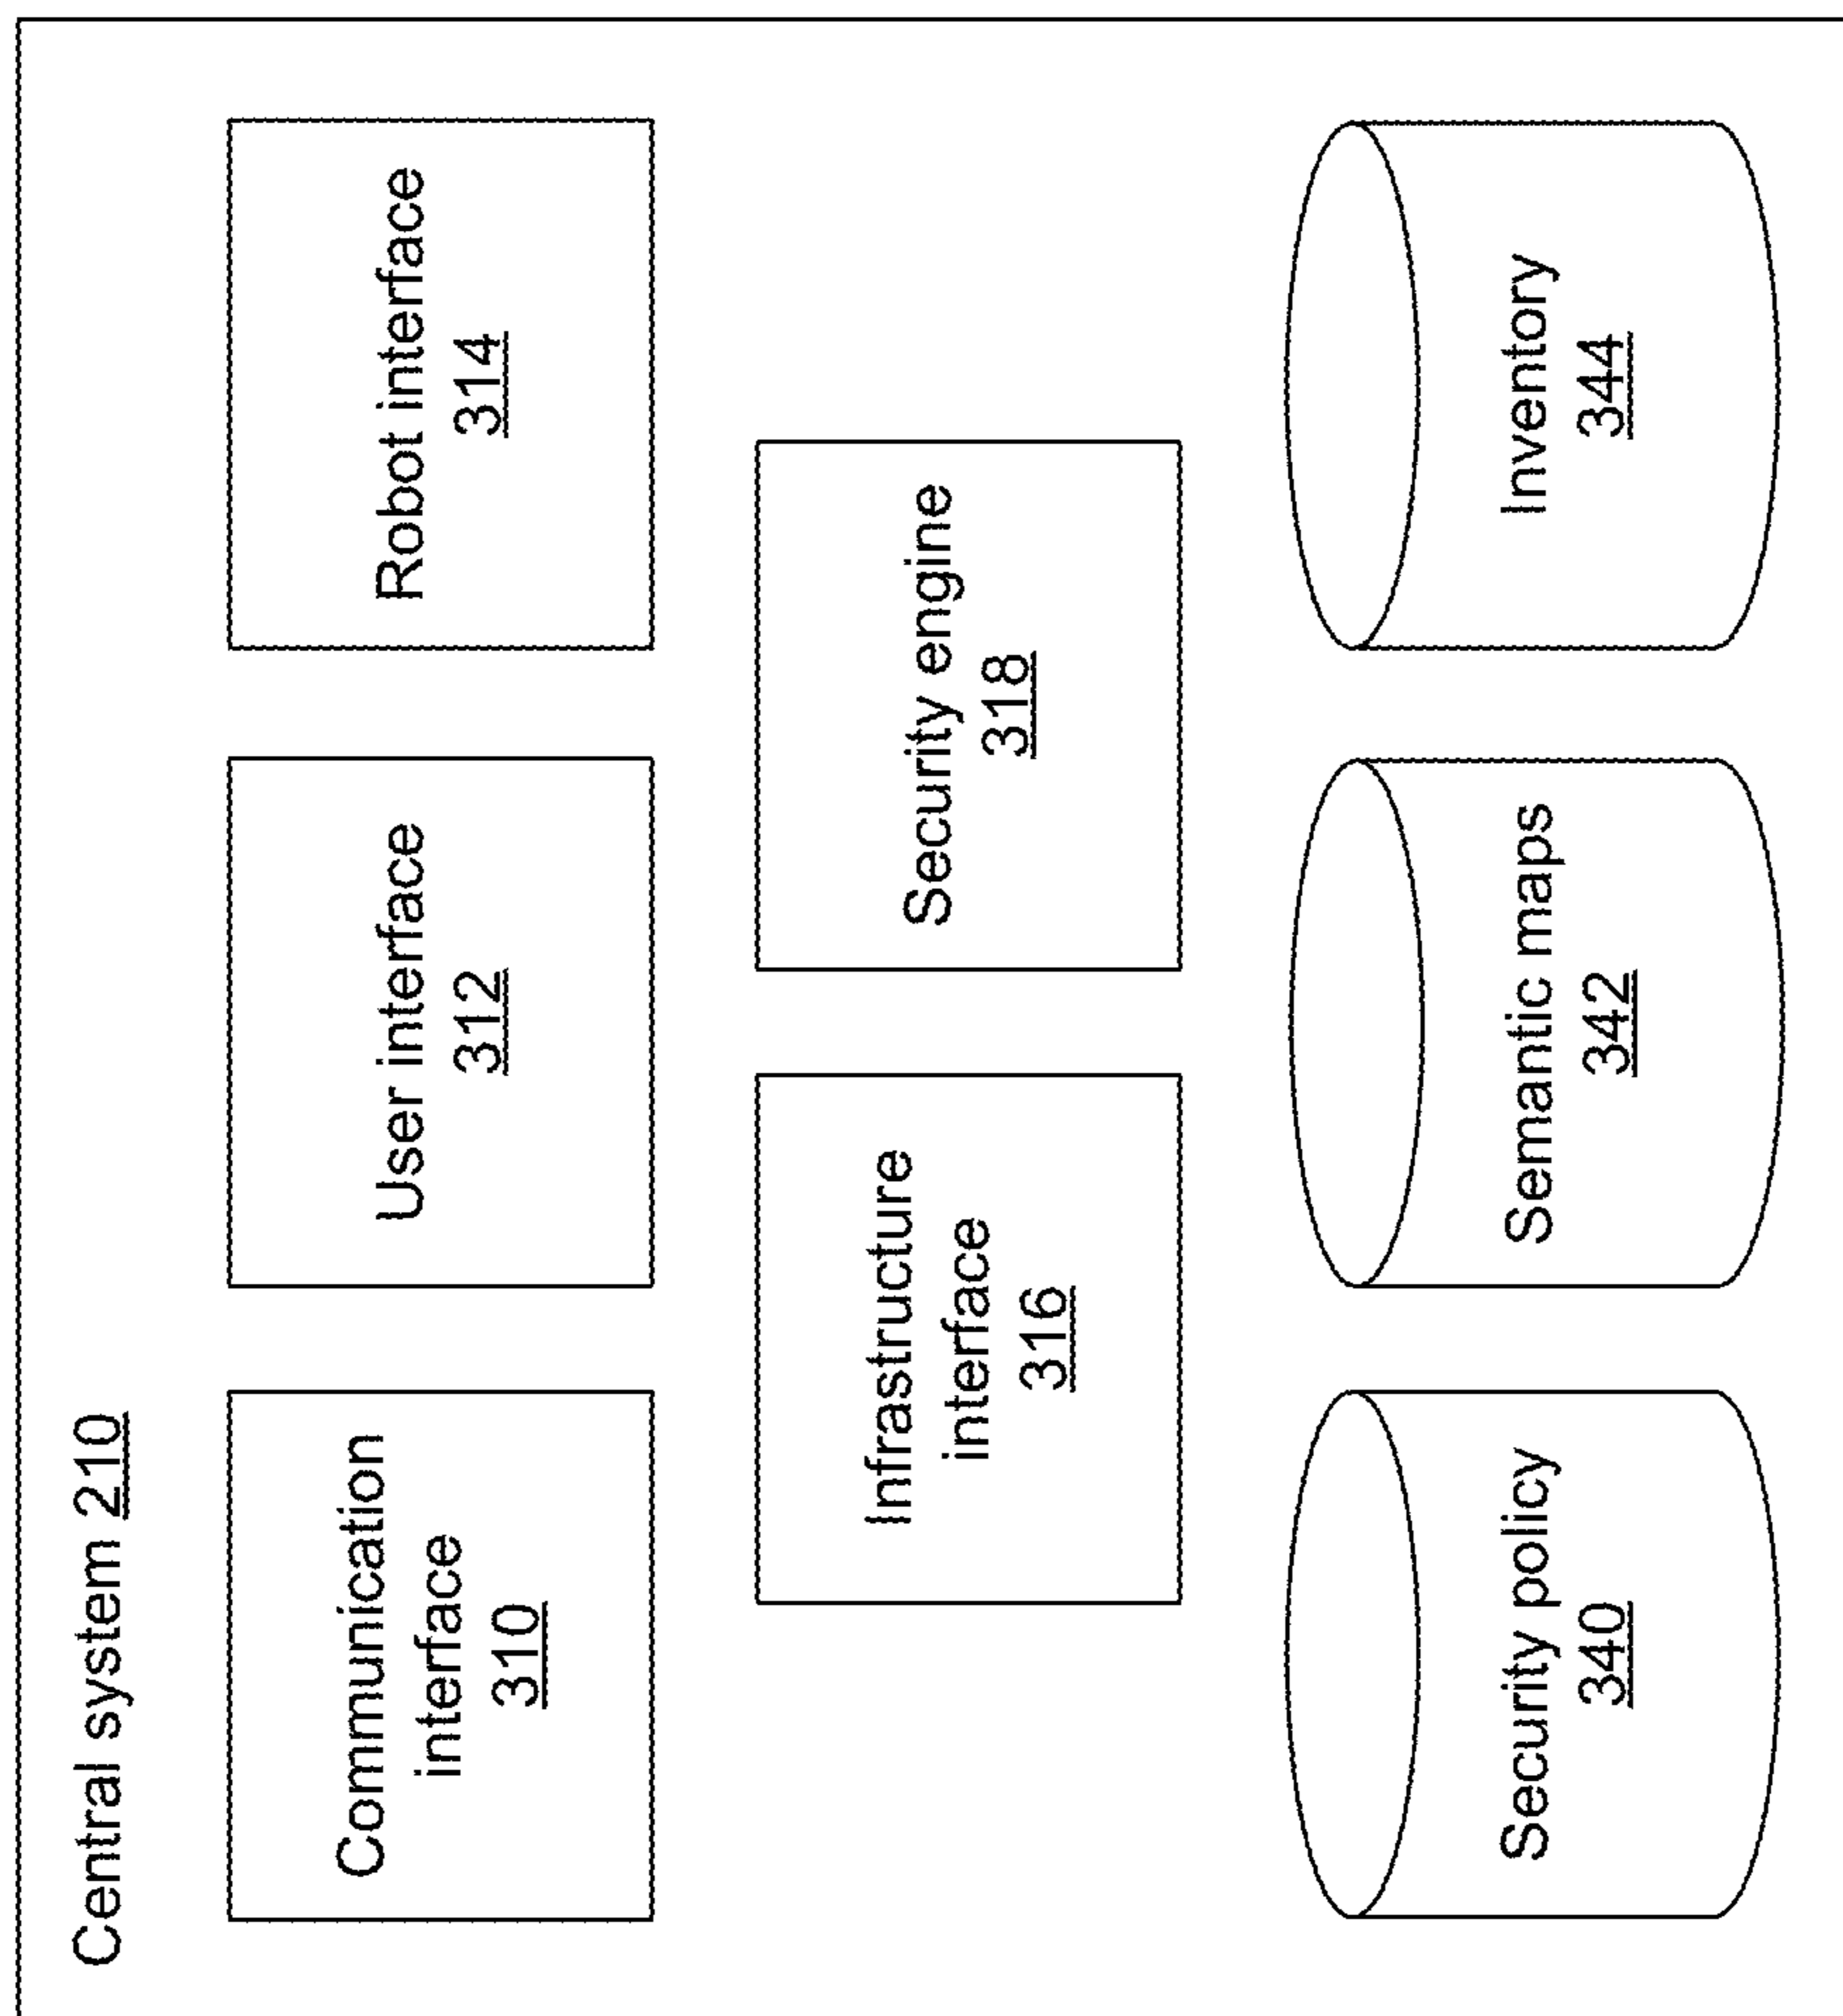 Central system 210
Communication
interface
310
User interface
312
Robot interface
314
Infrastructure
interface
316
Security engine
318
Security policy
340
Semantic maps
342
Inventory
344